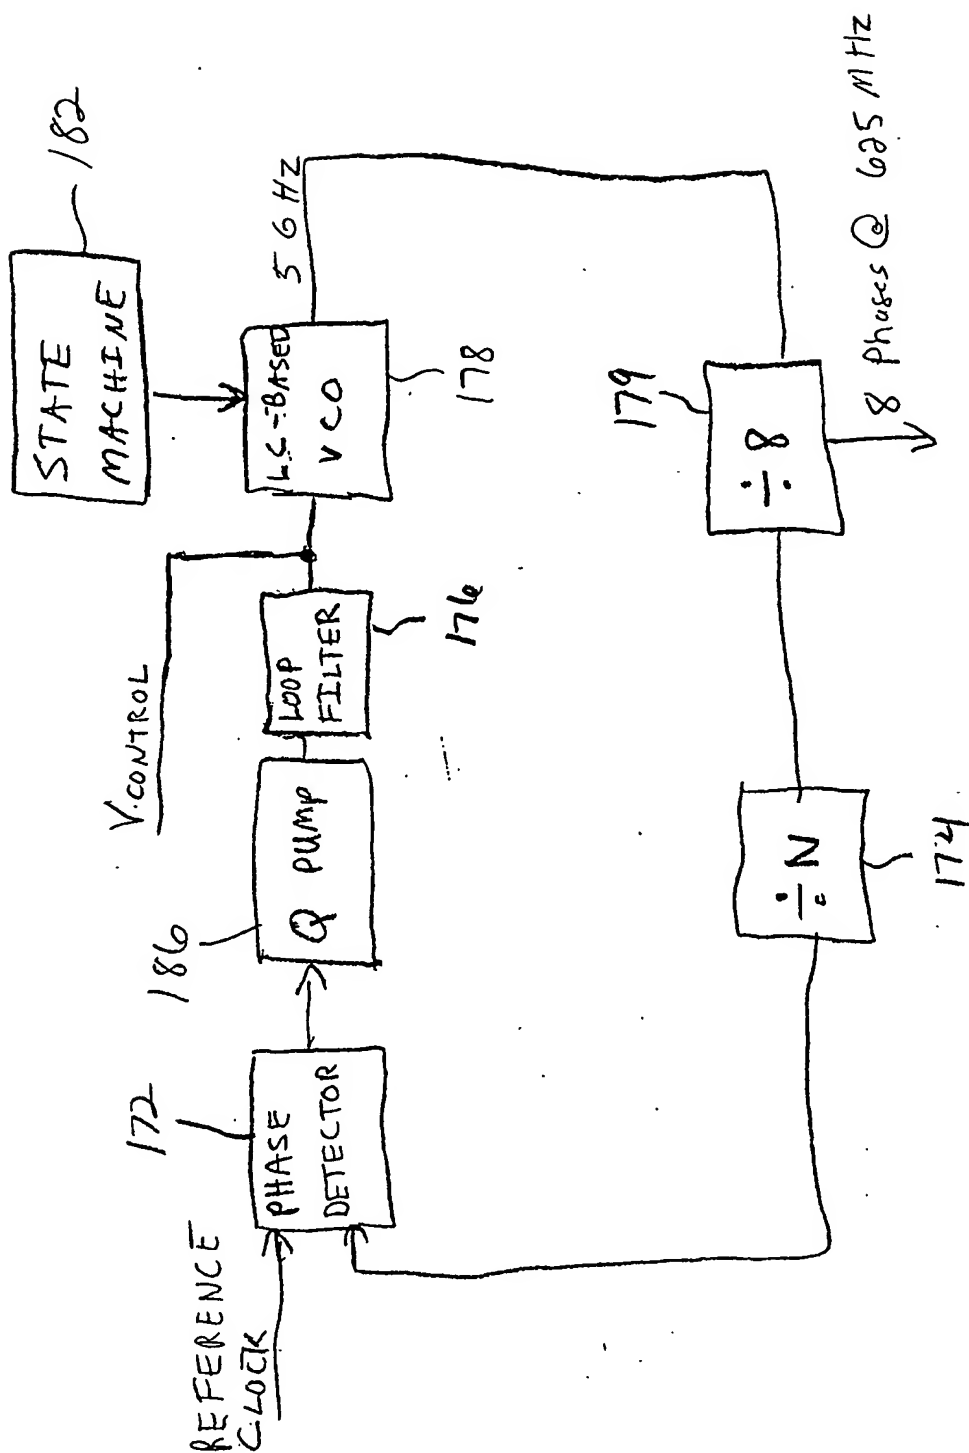 STATE
MACHINE
182
V.CONTROL
LC-BASED
VCO
5 GHz
178
LOOP
FILTER
176
186
Q PUMP
172
PHASE
DETECTOR
REFERENCE
CLOCK
179
÷ 8
8 Phases @ 625 MHz
÷ N
174